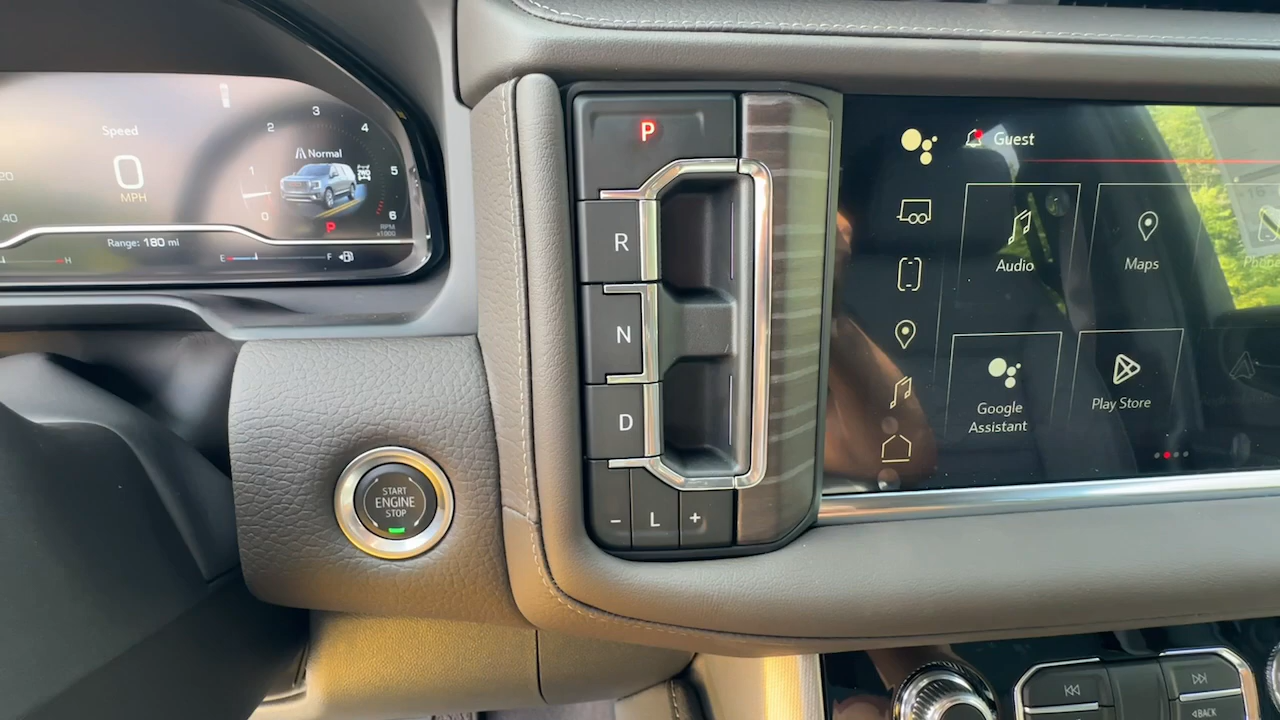 Speed
0
MPH
20
40
Range: 180 mi
H
E
F
0
1
2
3
4
5
6
RPM
x1000
Normal
P
START
ENGINE
STOP
P
R
N
D
- L +
Guest
Audio
Maps
Google
Assistant
Play Store
BACK